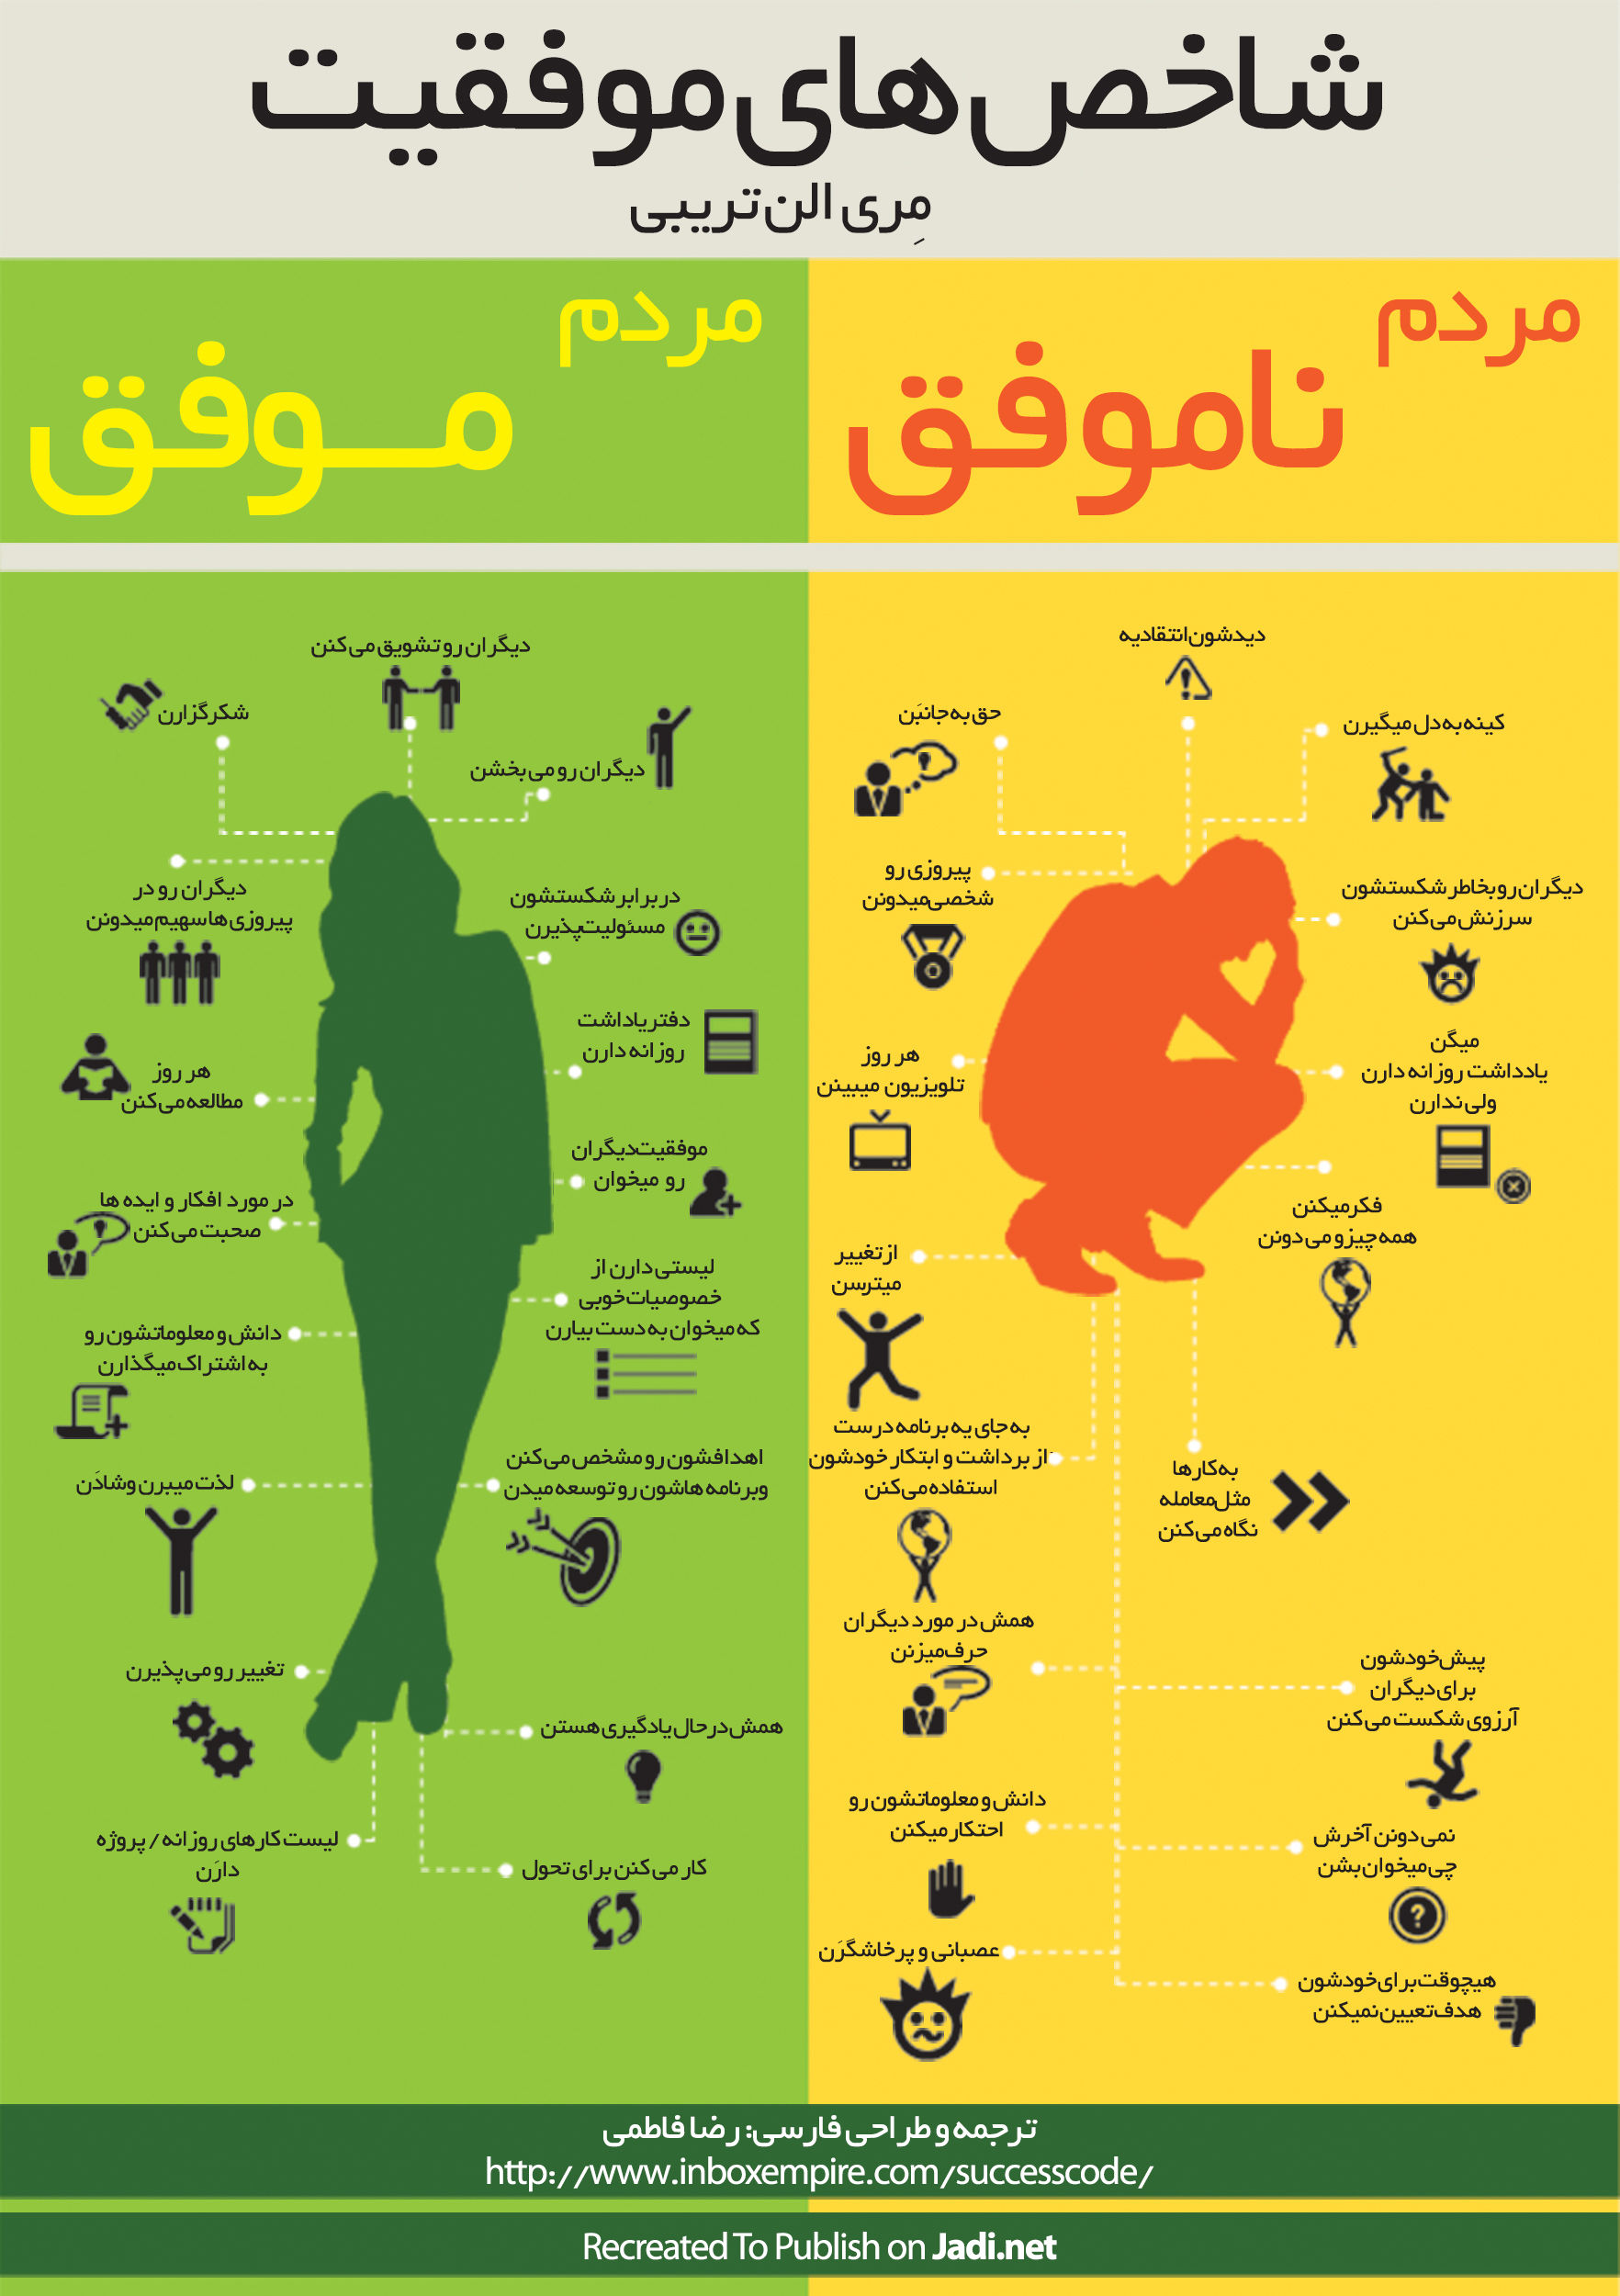 شاخص‌های موفقیت
مِری الن تریبی
مردم
ناموفق
مردم
موفق
دیدشون انتقادیه
حق به جانبَن
کینه به دل میگیرن
پیروزی رو
شخصی میدونن
دیگران رو بخاطر شکستشون
سرزنش می‌کنن
هر روز
تلویزیون میبینن
میگن
یادداشت روزانه دارن
ولی ندارن
فکر میکنن
همه چیزو می‌دونن
از تغییر
میترسن
به جای یه برنامه درست
از برداشت و ابتکار خودشون
استفاده می‌کنن
به کارها
مثل معامله
نگاه می‌کنن
همش در مورد دیگران
حرف میزنن
پیش خودشون
برای دیگران
آرزوی شکست می‌کنن
دانش و معلوماتشون رو
احتکار میکنن
نمی‌دونن آخرش
چی میخوان بشن
عصبانی و پرخاشگرَن
هیچوقت برای خودشون
هدف تعیین نمیکنن
دیگران رو تشویق می‌کنن
شکرگزارن
دیگران رو می‌بخشن
دیگران رو در
پیروزی‌ها سهیم میدونن
در برابر شکستشون
مسئولیت‌پذیرن
دفتر یاداشت
روزانه دارن
هر روز
مطالعه می‌کنن
موفقیت دیگران
رو میخوان
در مورد افکار و ایده ها
صحبت می‌کنن
لیستی دارن از
خصوصیات خوبی
که میخوان به دست بیارن
دانش و معلوماتشون رو
به اشتراک میگذارن
اهدافشون رو مشخص می‌کنن
و برنامه هاشون رو توسعه میدن
لذت میبرن و شادَن
تغییر رو می‌پذیرن
همش در حال یادگیری هستن
لیست کارهای روزانه / پروژه
دارَن
کار می‌کنن برای تحول
ترجمه و طراحی فارسی: رضا فاطمی
http://www.inboxempire.com/successcode/
Recreated To Publish on Jadi.net